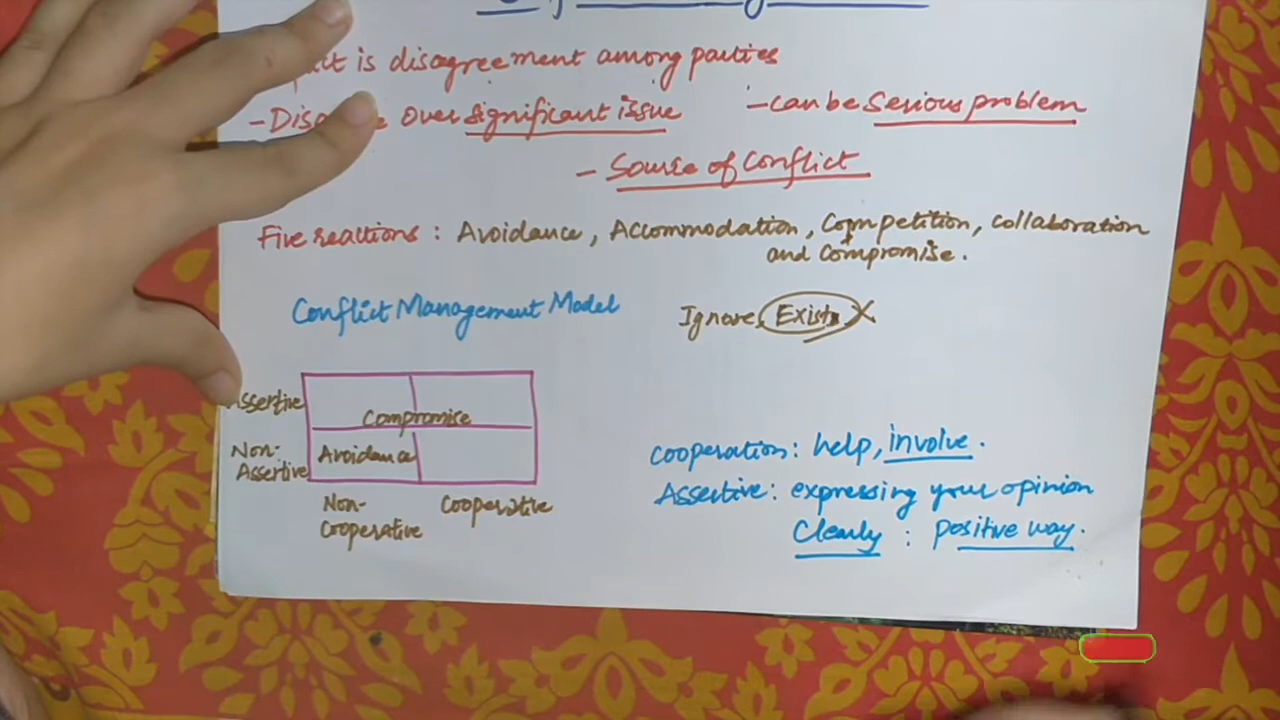 is disagreement among parties
- over significant issue
- can be serious problem
- Source of Conflict
Five reactions : Avoidance, Accommodation, Competition, collaboration
and Compromise.
Conflict Management Model
Ignore Exists X
Assertive
Compromise
Non-
Assertive
Avoidance
Non-
Cooperative
Cooperative
Cooperation: help, involve.
Assertive: expressing your opinion
Clearly : positive way.